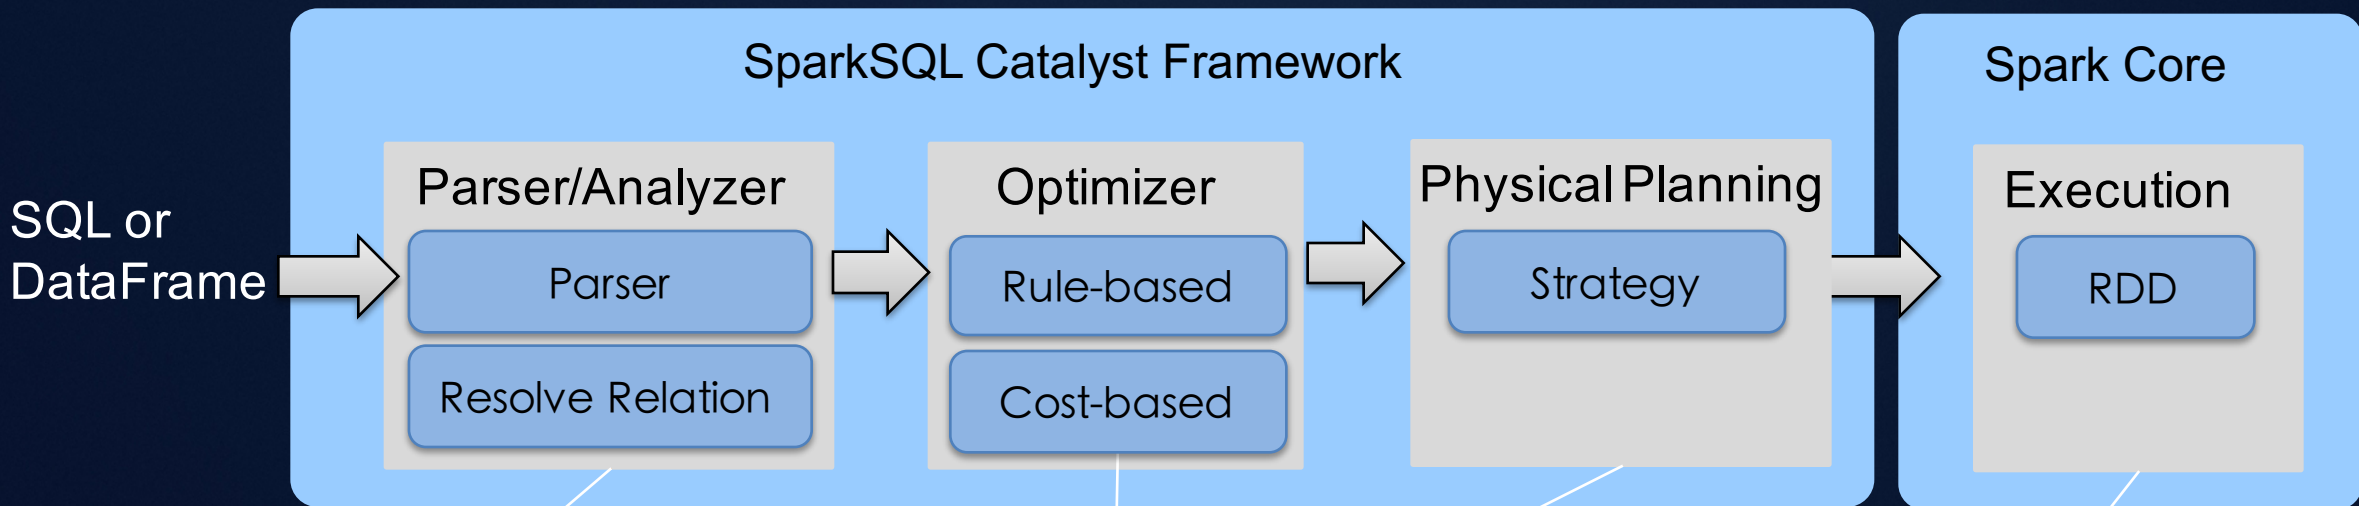 SparkSQL Catalyst Framework
Spark Core
SQL or
DataFrame
Parser/Analyzer
Parser
Resolve Relation
Optimizer
Rule-based
Cost-based
Physical Planning
Strategy
Execution
RDD